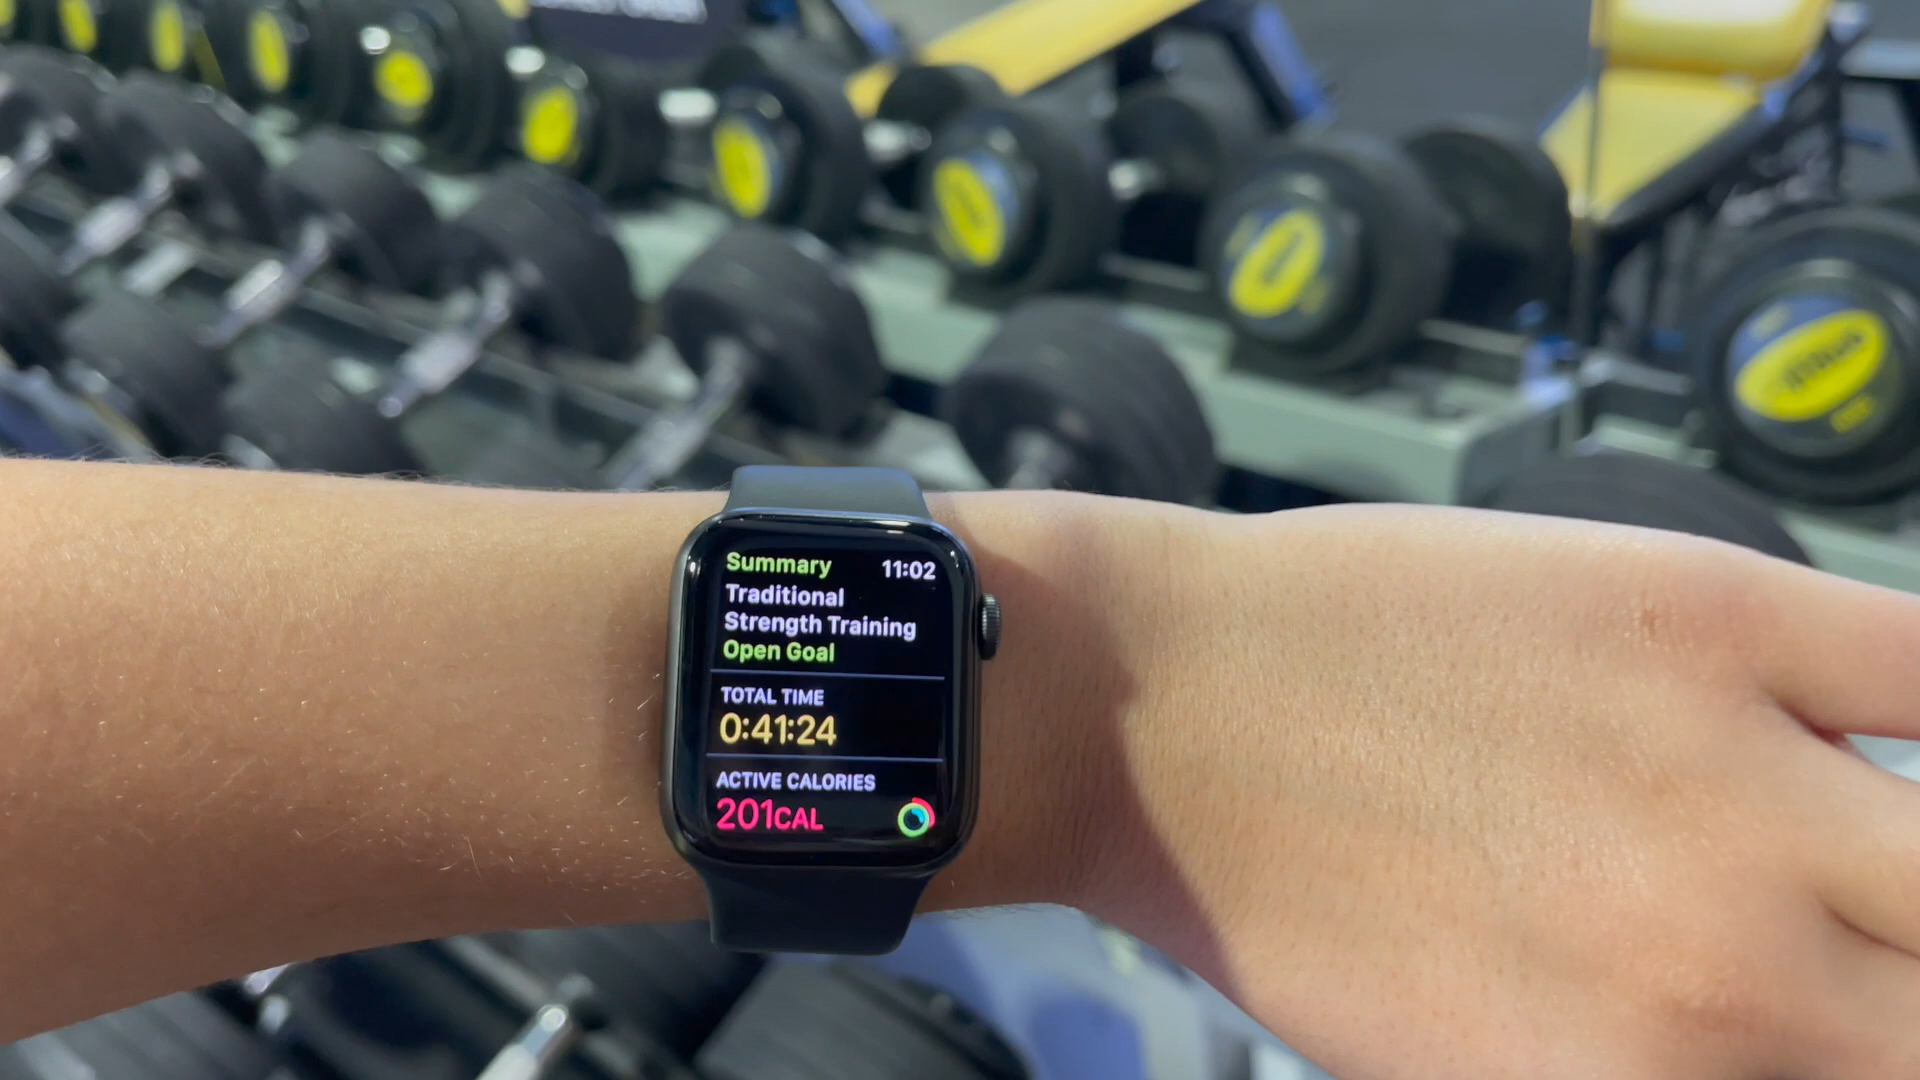 Summary
11:02
Traditional
Strength Training
Open Goal
TOTAL TIME
0:41:24
ACTIVE CALORIES
201CAL